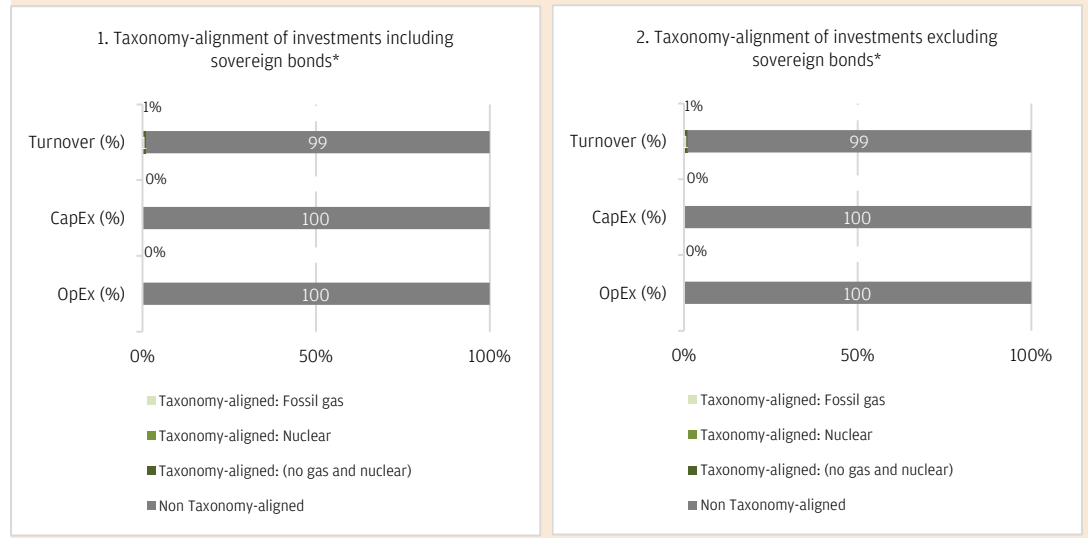 1. Taxonomy-alignment of investments including
sovereign bonds*
1%
Turnover (%)
99
0%
CapEx (%)
100
0%
OpEx (%)
100
0%
50%
100%
Taxonomy-aligned: Fossil gas
Taxonomy-aligned: Nuclear
Taxonomy-aligned: (no gas and nuclear)
Non Taxonomy-aligned
2. Taxonomy-alignment of investments excluding
sovereign bonds*
1%
Turnover (%)
99
0%
CapEx (%)
100
0%
OpEx (%)
100
0%
50%
100%
Taxonomy-aligned: Fossil gas
Taxonomy-aligned: Nuclear
Taxonomy-aligned: (no gas and nuclear)
Non Taxonomy-aligned